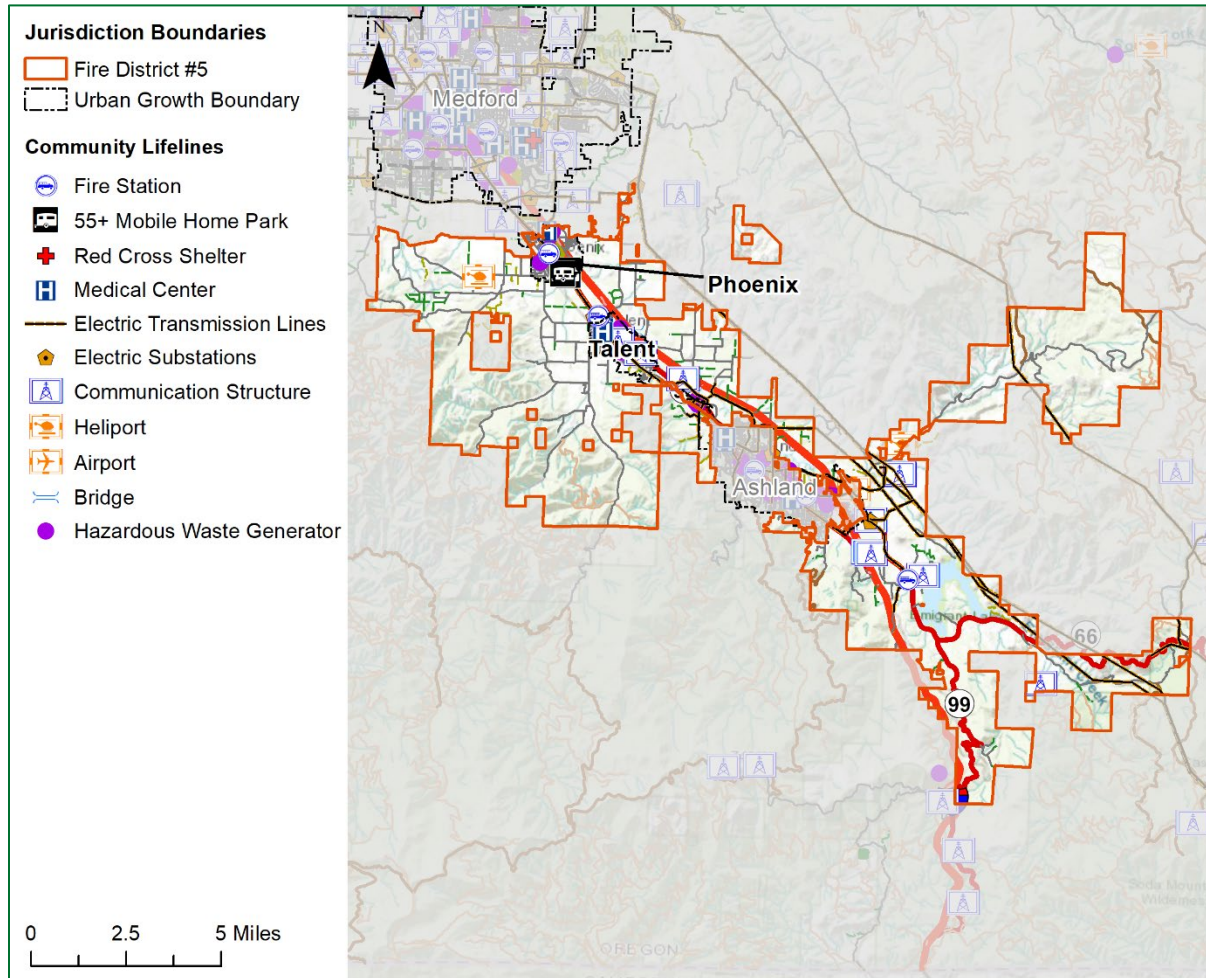 Jurisdiction Boundaries
Fire District #5
Urban Growth Boundary
Community Lifelines
Fire Station
55+ Mobile Home Park
Red Cross Shelter
Medical Center
Electric Transmission Lines
Electric Substations
Communication Structure
Heliport
Airport
Bridge
Hazardous Waste Generator
0 2.5 5 Miles
N
Medford
Phoenix
Talent
Ashland
66
99
OREGON